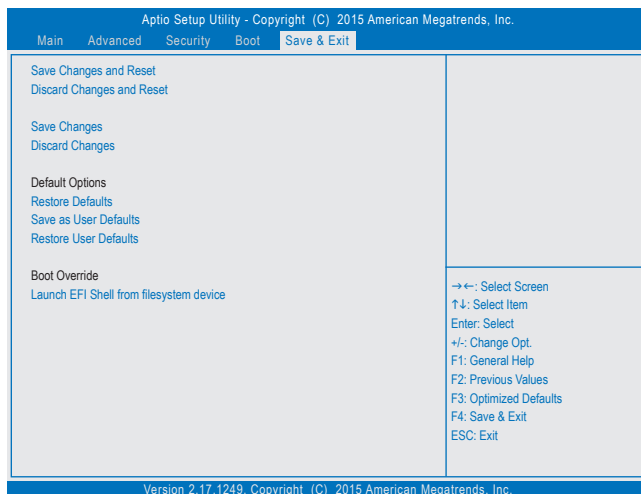 Aptio Setup Utility - Copyright (C) 2015 American Megatrends, Inc.
Main Advanced Security Boot Save & Exit
Save Changes and Reset
Discard Changes and Reset
Save Changes
Discard Changes
Default Options
Restore Defaults
Save as User Defaults
Restore User Defaults
Boot Override
Launch EFI Shell from filesystem device
→←: Select Screen
↑↓: Select Item
Enter: Select
+/-: Change Opt.
F1: General Help
F2: Previous Values
F3: Optimized Defaults
F4: Save & Exit
ESC: Exit
Version 2.17.1249. Copyright (C) 2015 American Megatrends, Inc.